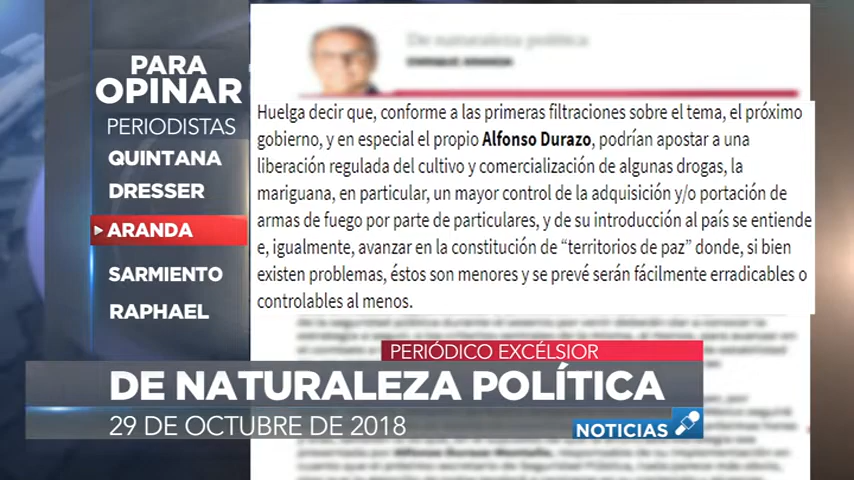 PARA
OPINAR
PERIODISTAS
QUINTANA
DRESSER
ARANDA
SARMIENTO
RAPHAEL
De naturaleza política
ENRIQUE ARANDA
Huelga decir que, conforme a las primeras filtraciones sobre el tema, el próximo
gobierno, y en especial el propio Alfonso Durazo, podrían apostar a una
liberación regulada del cultivo y comercialización de algunas drogas, la
mariguana, en particular, un mayor control de la adquisición y/o portación de
armas de fuego por parte de particulares, y de su introducción al país se entiende
e, igualmente, avanzar en la constitución de “territorios de paz” donde, si bien
existen problemas, éstos son menores y se prevé serán fácilmente erradicables o
controlables al menos.
PERIÓDICO EXCÉLSIOR
DE NATURALEZA POLÍTICA
29 DE OCTUBRE DE 2018
NOTICIAS